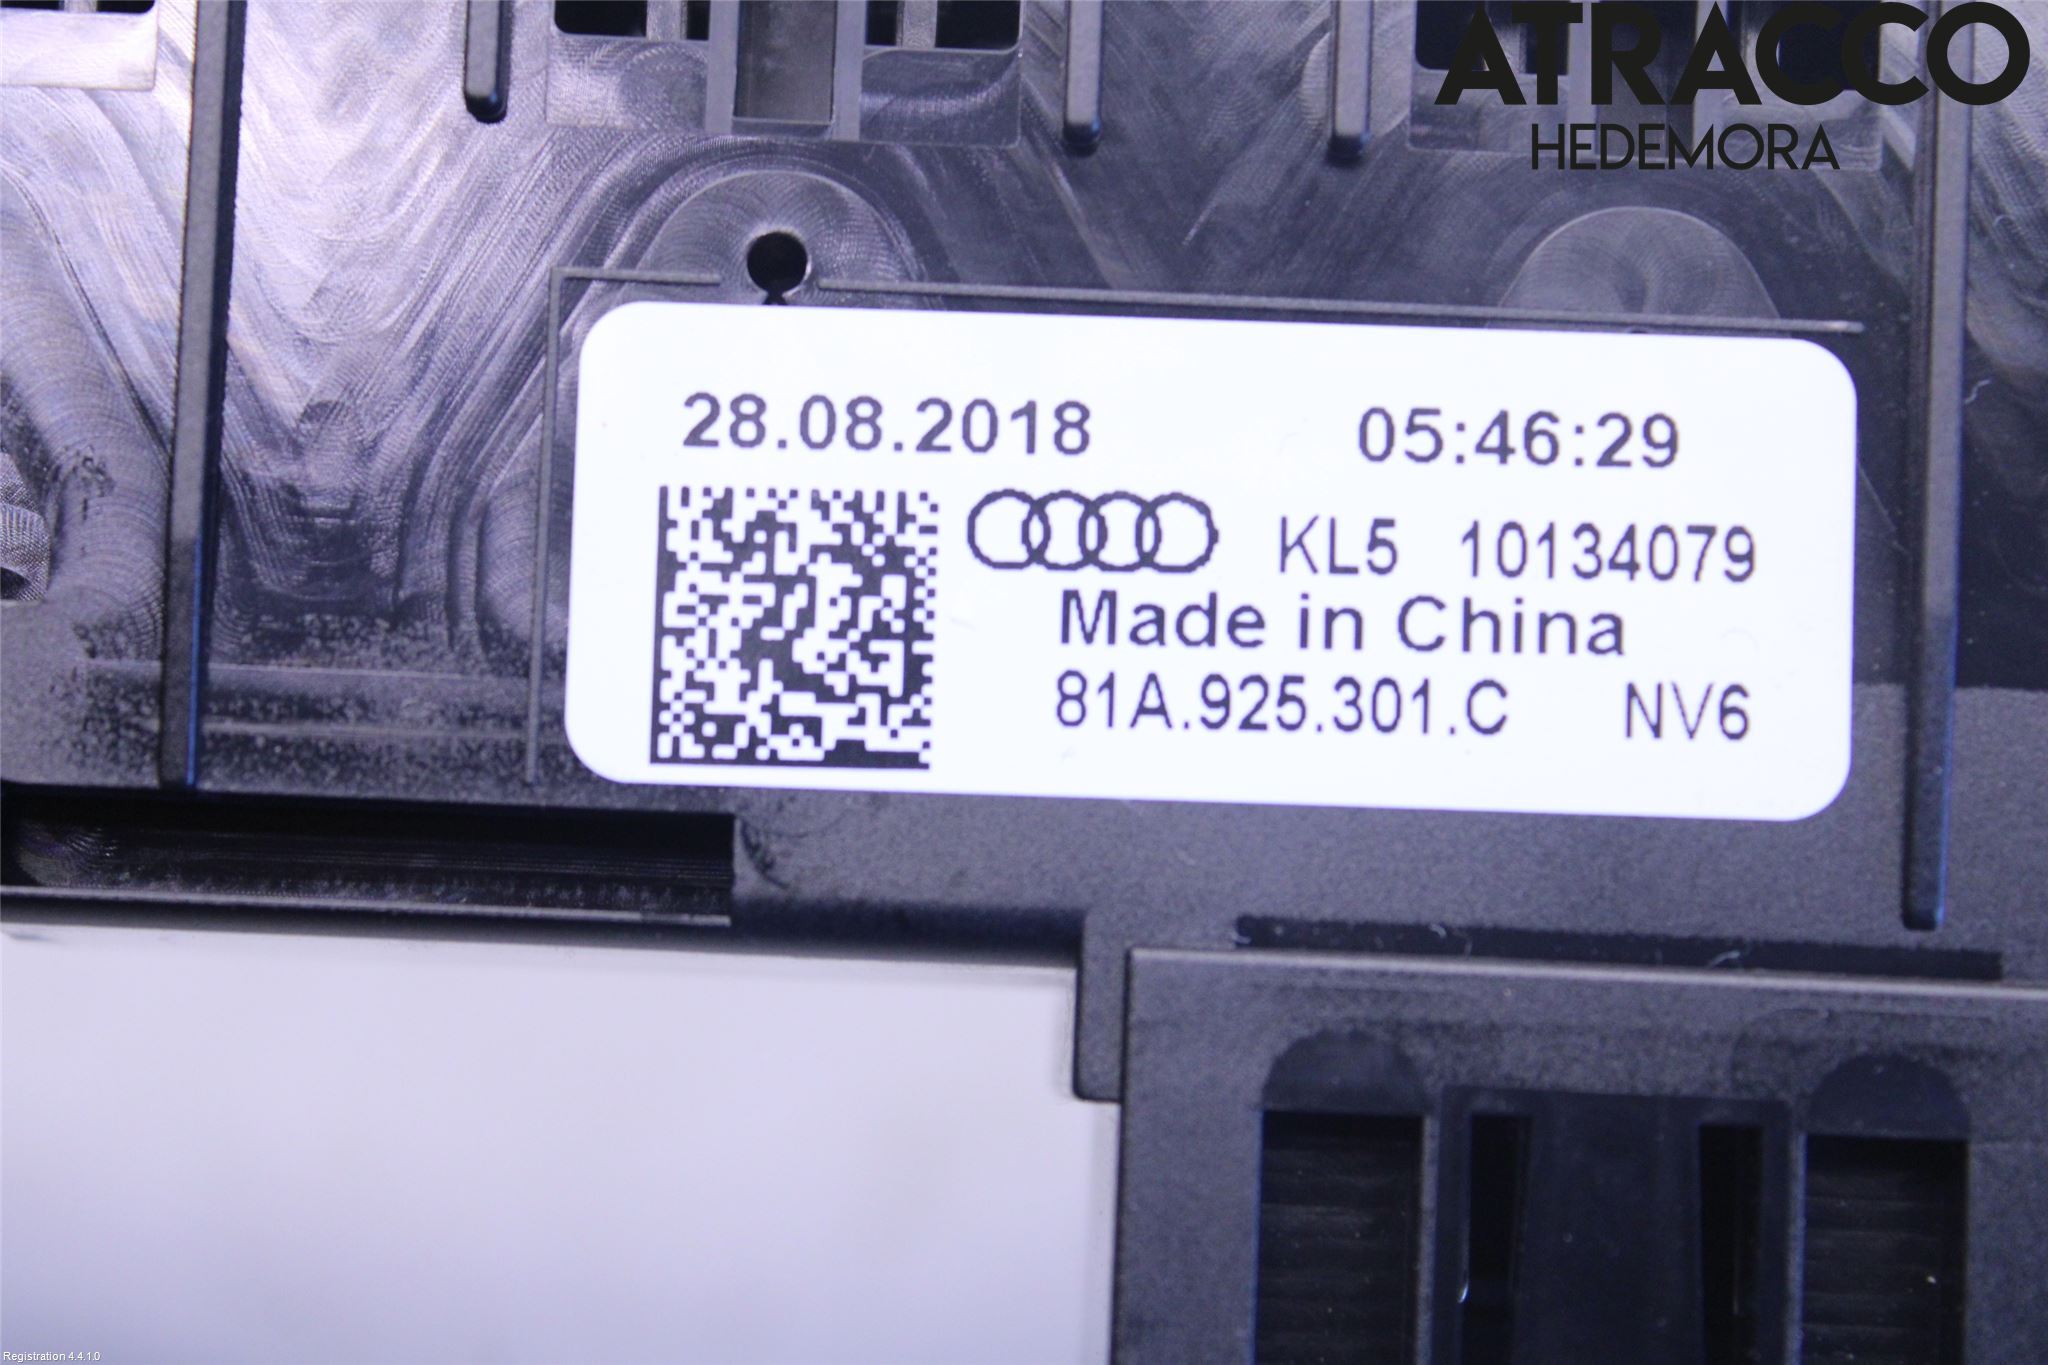 ATRACCO
HEDEMORA
28.08.2018 05:46:29
KL5 10134079
Made in China
81A.925.301.C NV6
Registration 4.4.1.0